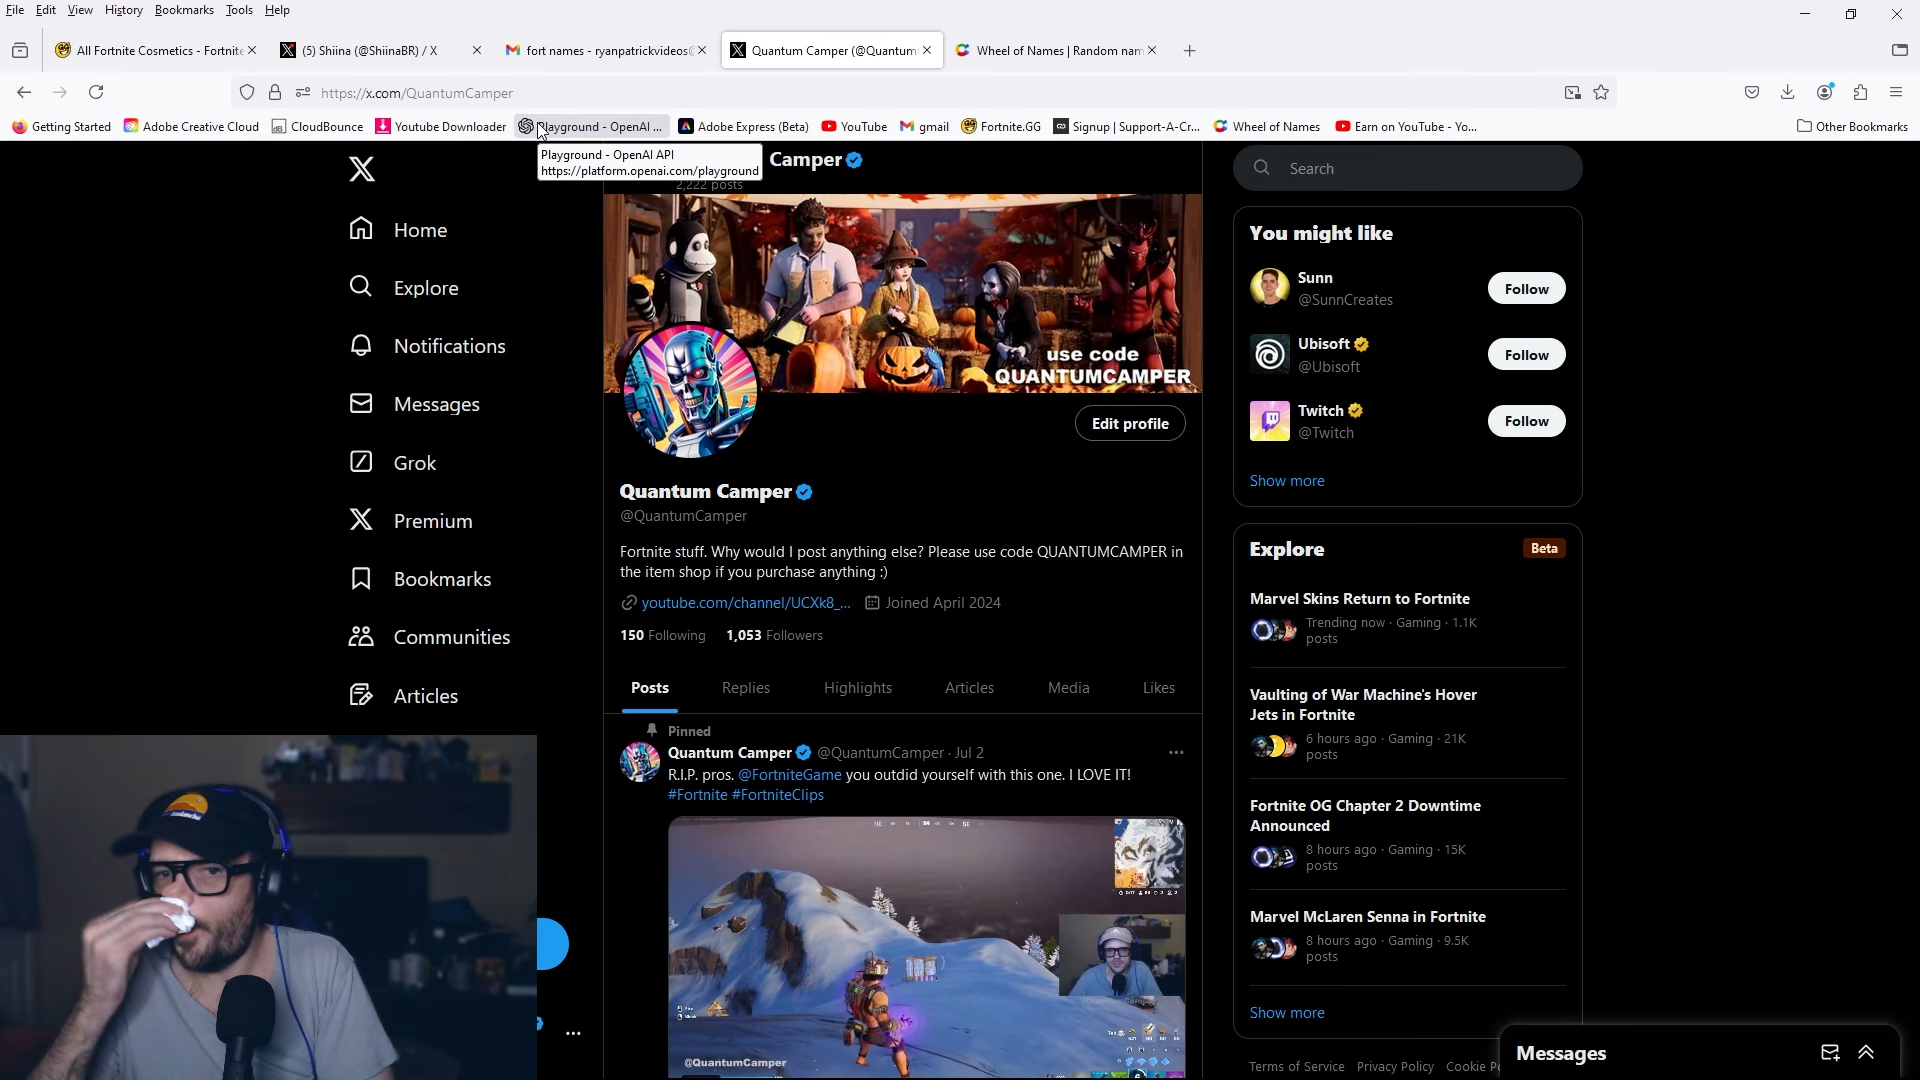 File Edit View History Bookmarks Tools Help
All Fortnite Cosmetics - Fortnite
(5) Shiina (@ShiinaBR) / X
fort names - ryanpatrickvideos@
Quantum Camper (@Quantum
Wheel of Names | Random nam
https://x.com/QuantumCamper
Getting Started
Adobe Creative Cloud
CloudBounce
Youtube Downloader
Playground - OpenAI ...
Adobe Express (Beta)
YouTube
gmail
Fortnite.GG
Signup | Support-A-Cr...
Wheel of Names
Earn on YouTube - Yo...
Other Bookmarks
Playground - OpenAI API
https://platform.openai.com/playground
Camper
2,222 posts
Home
Explore
Notifications
Messages
Grok
Premium
Bookmarks
Communities
Articles
use code
QUANTUMCAMPER
Edit profile
Quantum Camper
@QuantumCamper
Fortnite stuff. Why would I post anything else? Please use code QUANTUMCAMPER in
the item shop if you purchase anything :)
youtube.com/channel/UCXk8_... Joined April 2024
150 Following 1,053 Followers
Posts Replies Highlights Articles Media Likes
Pinned
Quantum Camper @QuantumCamper · Jul 2
R.I.P. pros. @FortniteGame you outdid yourself with this one. I LOVE IT!
#Fortnite #FortniteClips
@QuantumCamper
Search
You might like
Sunn
@SunnCreates
Follow
Ubisoft
@Ubisoft
Follow
Twitch
@Twitch
Follow
Show more
Explore Beta
Marvel Skins Return to Fortnite
Trending now · Gaming · 1.1K
posts
Vaulting of War Machine's Hover
Jets in Fortnite
6 hours ago · Gaming · 21K
posts
Fortnite OG Chapter 2 Downtime
Announced
8 hours ago · Gaming · 15K
posts
Marvel McLaren Senna in Fortnite
8 hours ago · Gaming · 9.5K
posts
Show more
Messages
Terms of Service Privacy Policy Cookie Po